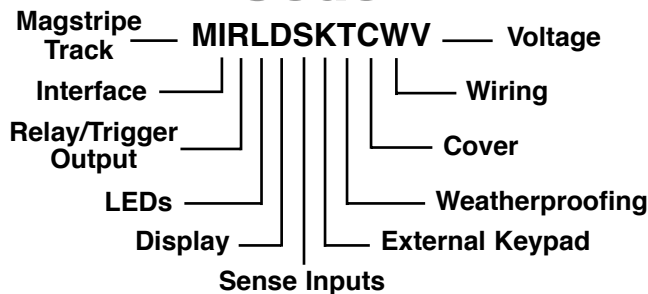 Magstripe
Track
MIRLDSKTCWV
Voltage
Interface
Wiring
Relay/Trigger
Output
Cover
LEDs
Weatherproofing
Display
External Keypad
Sense Inputs